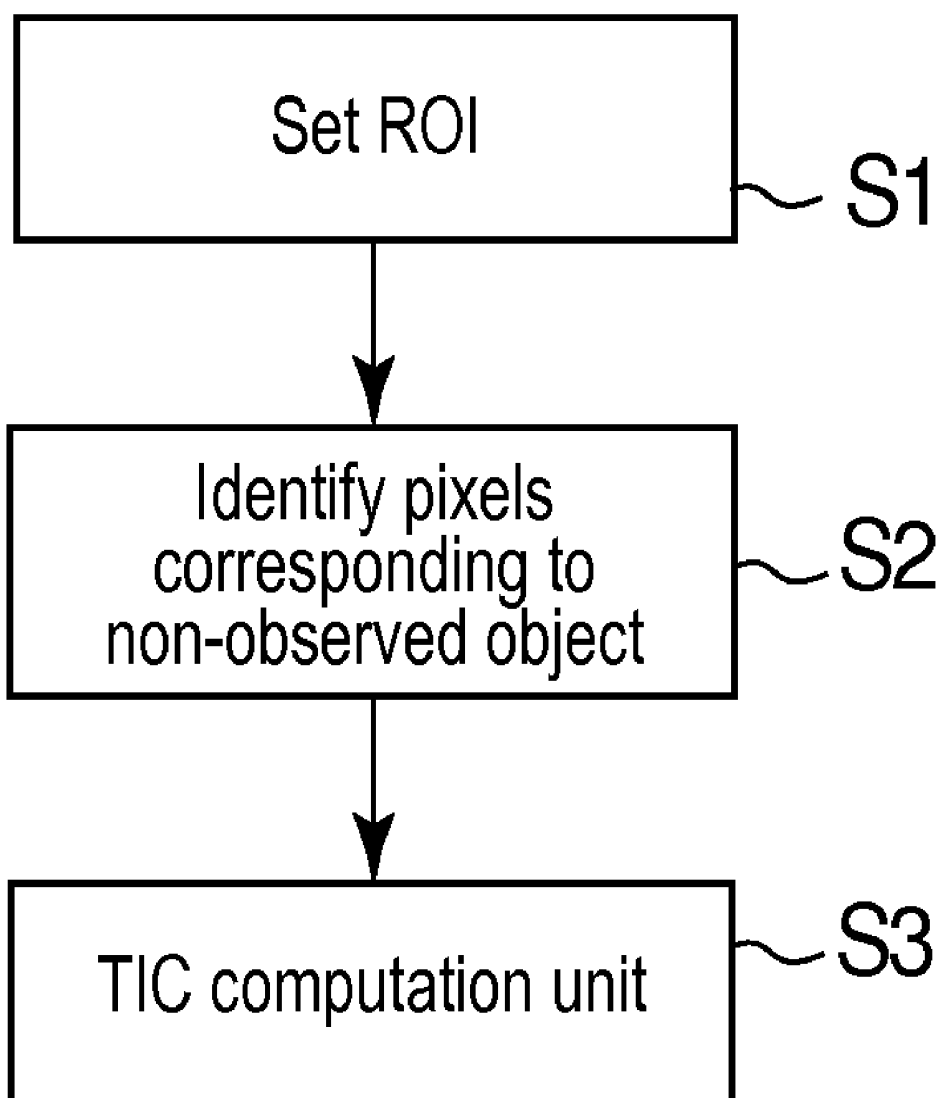 Set ROI
S1
Identify pixels
corresponding to
non-observed object
S2
TIC computation unit
S3